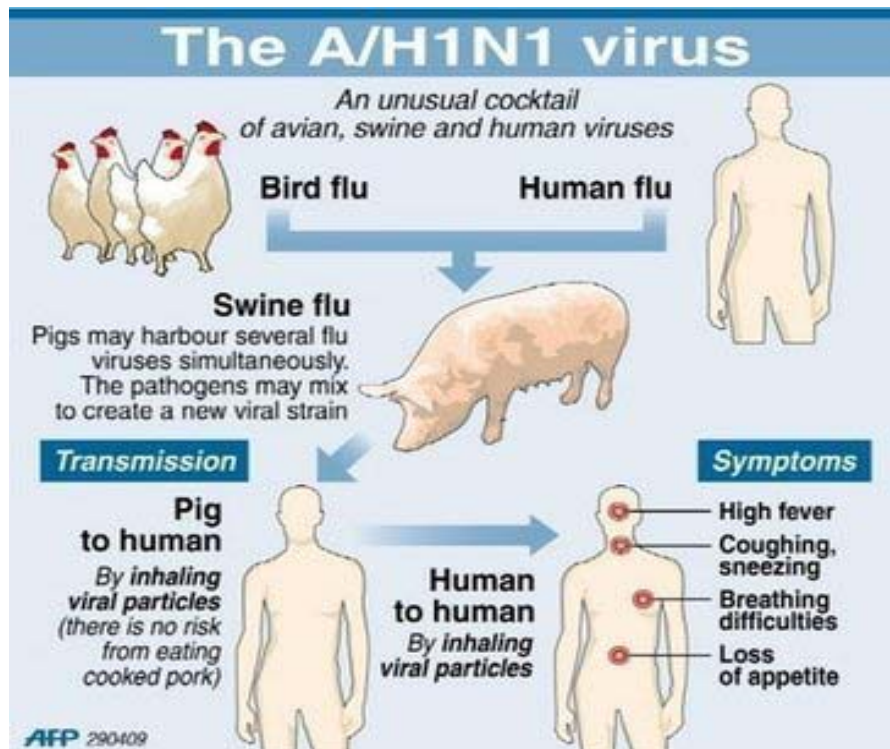 The A/H1N1 virus
An unusual cocktail
of avian, swine and human viruses
Bird flu
Human flu
Swine flu
Pigs may harbour several flu
viruses simultaneously.
The pathogens may mix
to create a new viral strain
Transmission
Pig
to human
By inhaling
viral particles
(there is no risk
from eating
cooked pork)
Human
to human
By inhaling
viral particles
Symptoms
High fever
Coughing,
sneezing
Breathing
difficulties
Loss
of appetite
AFP 290409